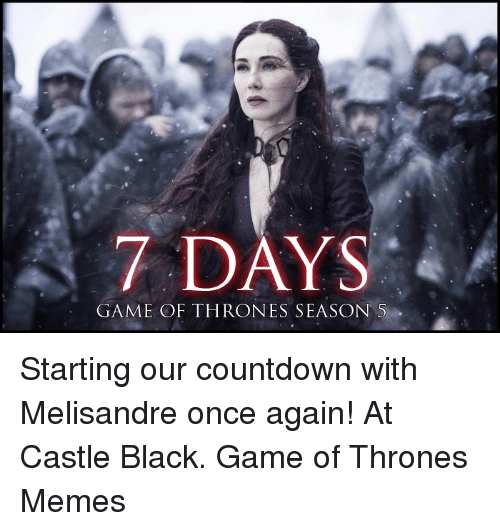 7 DAYS
GAME OF THRONES SEASON 5
Starting our countdown with
Melisandre once again! At
Castle Black. Game of Thrones
Memes